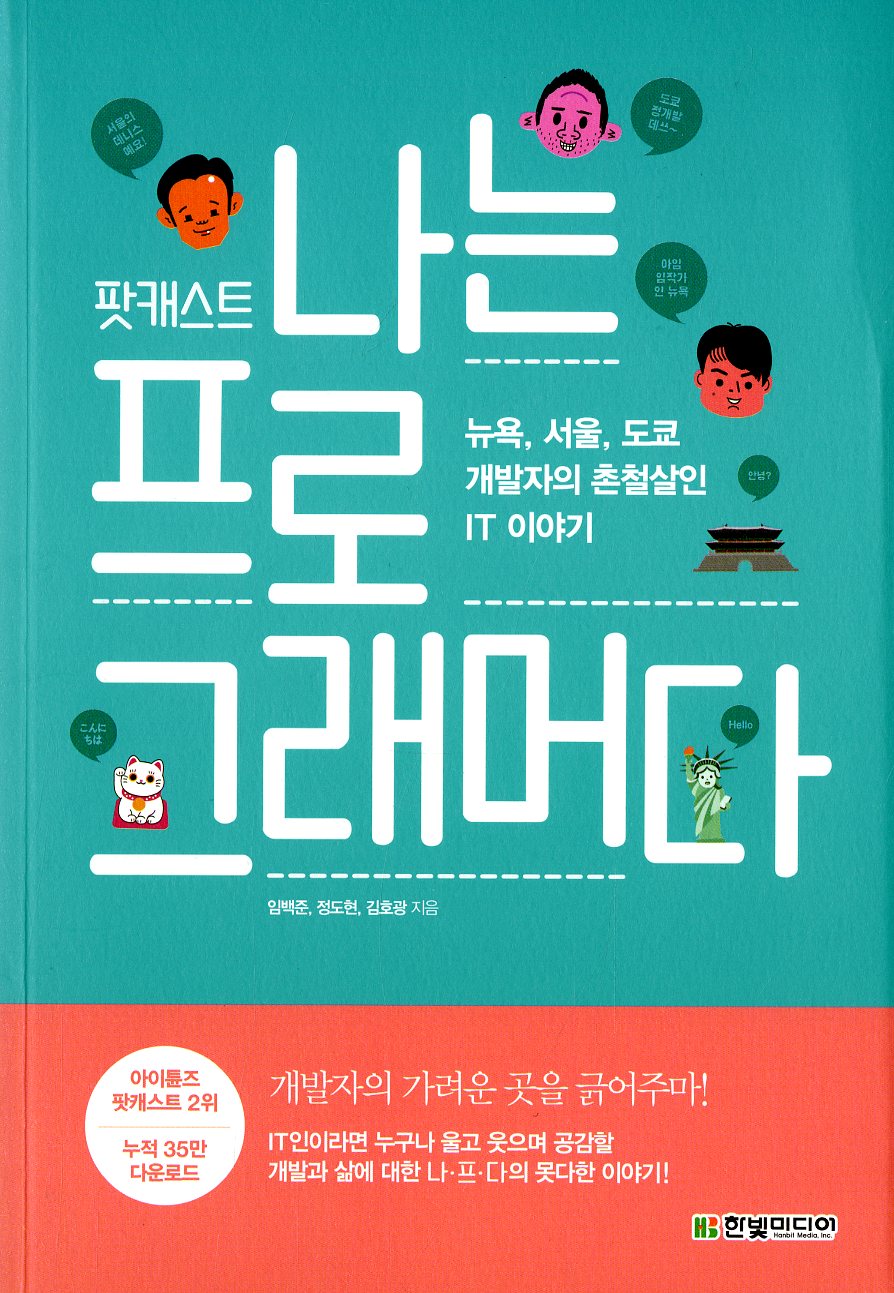 서울의
데니스
예요!
도쿄
정개발
데쓰~
아임
임작가
인 뉴욕
팟캐스트
나는
프로
그래머다
뉴욕, 서울, 도쿄
개발자의 촌철살인
IT 이야기
안녕?
こんに
ちは
Hello
임백준, 정도현, 김호광 지음
아이튠즈
팟캐스트 2위
누적 35만
다운로드
개발자의 가려운 곳을 긁어주마!
IT인이라면 누구나 울고 웃으며 공감할
개발과 삶에 대한 나·프·다의 못다한 이야기!
HB 한빛미디어
Hanbit Media, Inc.